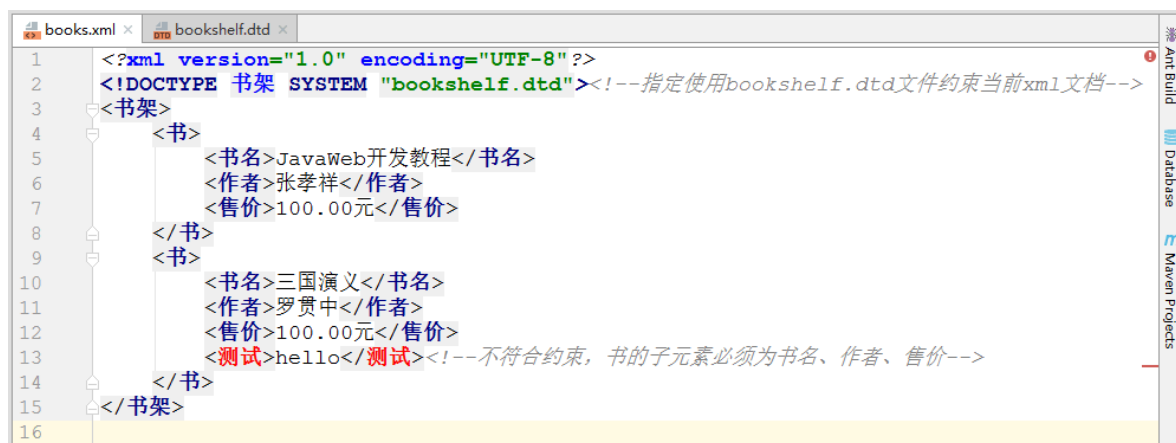 books.xml
bookshelf.dtd
1 <?xml version="1.0" encoding="UTF-8"?>
2 <!DOCTYPE 书架 SYSTEM "bookshelf.dtd"><!--指定使用bookshelf.dtd文件约束当前xml文档-->
3 <书架>
4 <书>
5 <书名>JavaWeb开发教程</书名>
6 <作者>张孝祥</作者>
7 <售价>100.00元</售价>
8 </书>
9 <书>
10 <书名>三国演义</书名>
11 <作者>罗贯中</作者>
12 <售价>100.00元</售价>
13 <测试>hello</测试><!--不符合约束，书的子元素必须为书名、作者、售价-->
14 </书>
15 </书架>
16
Ant Build
Database
Maven Projects